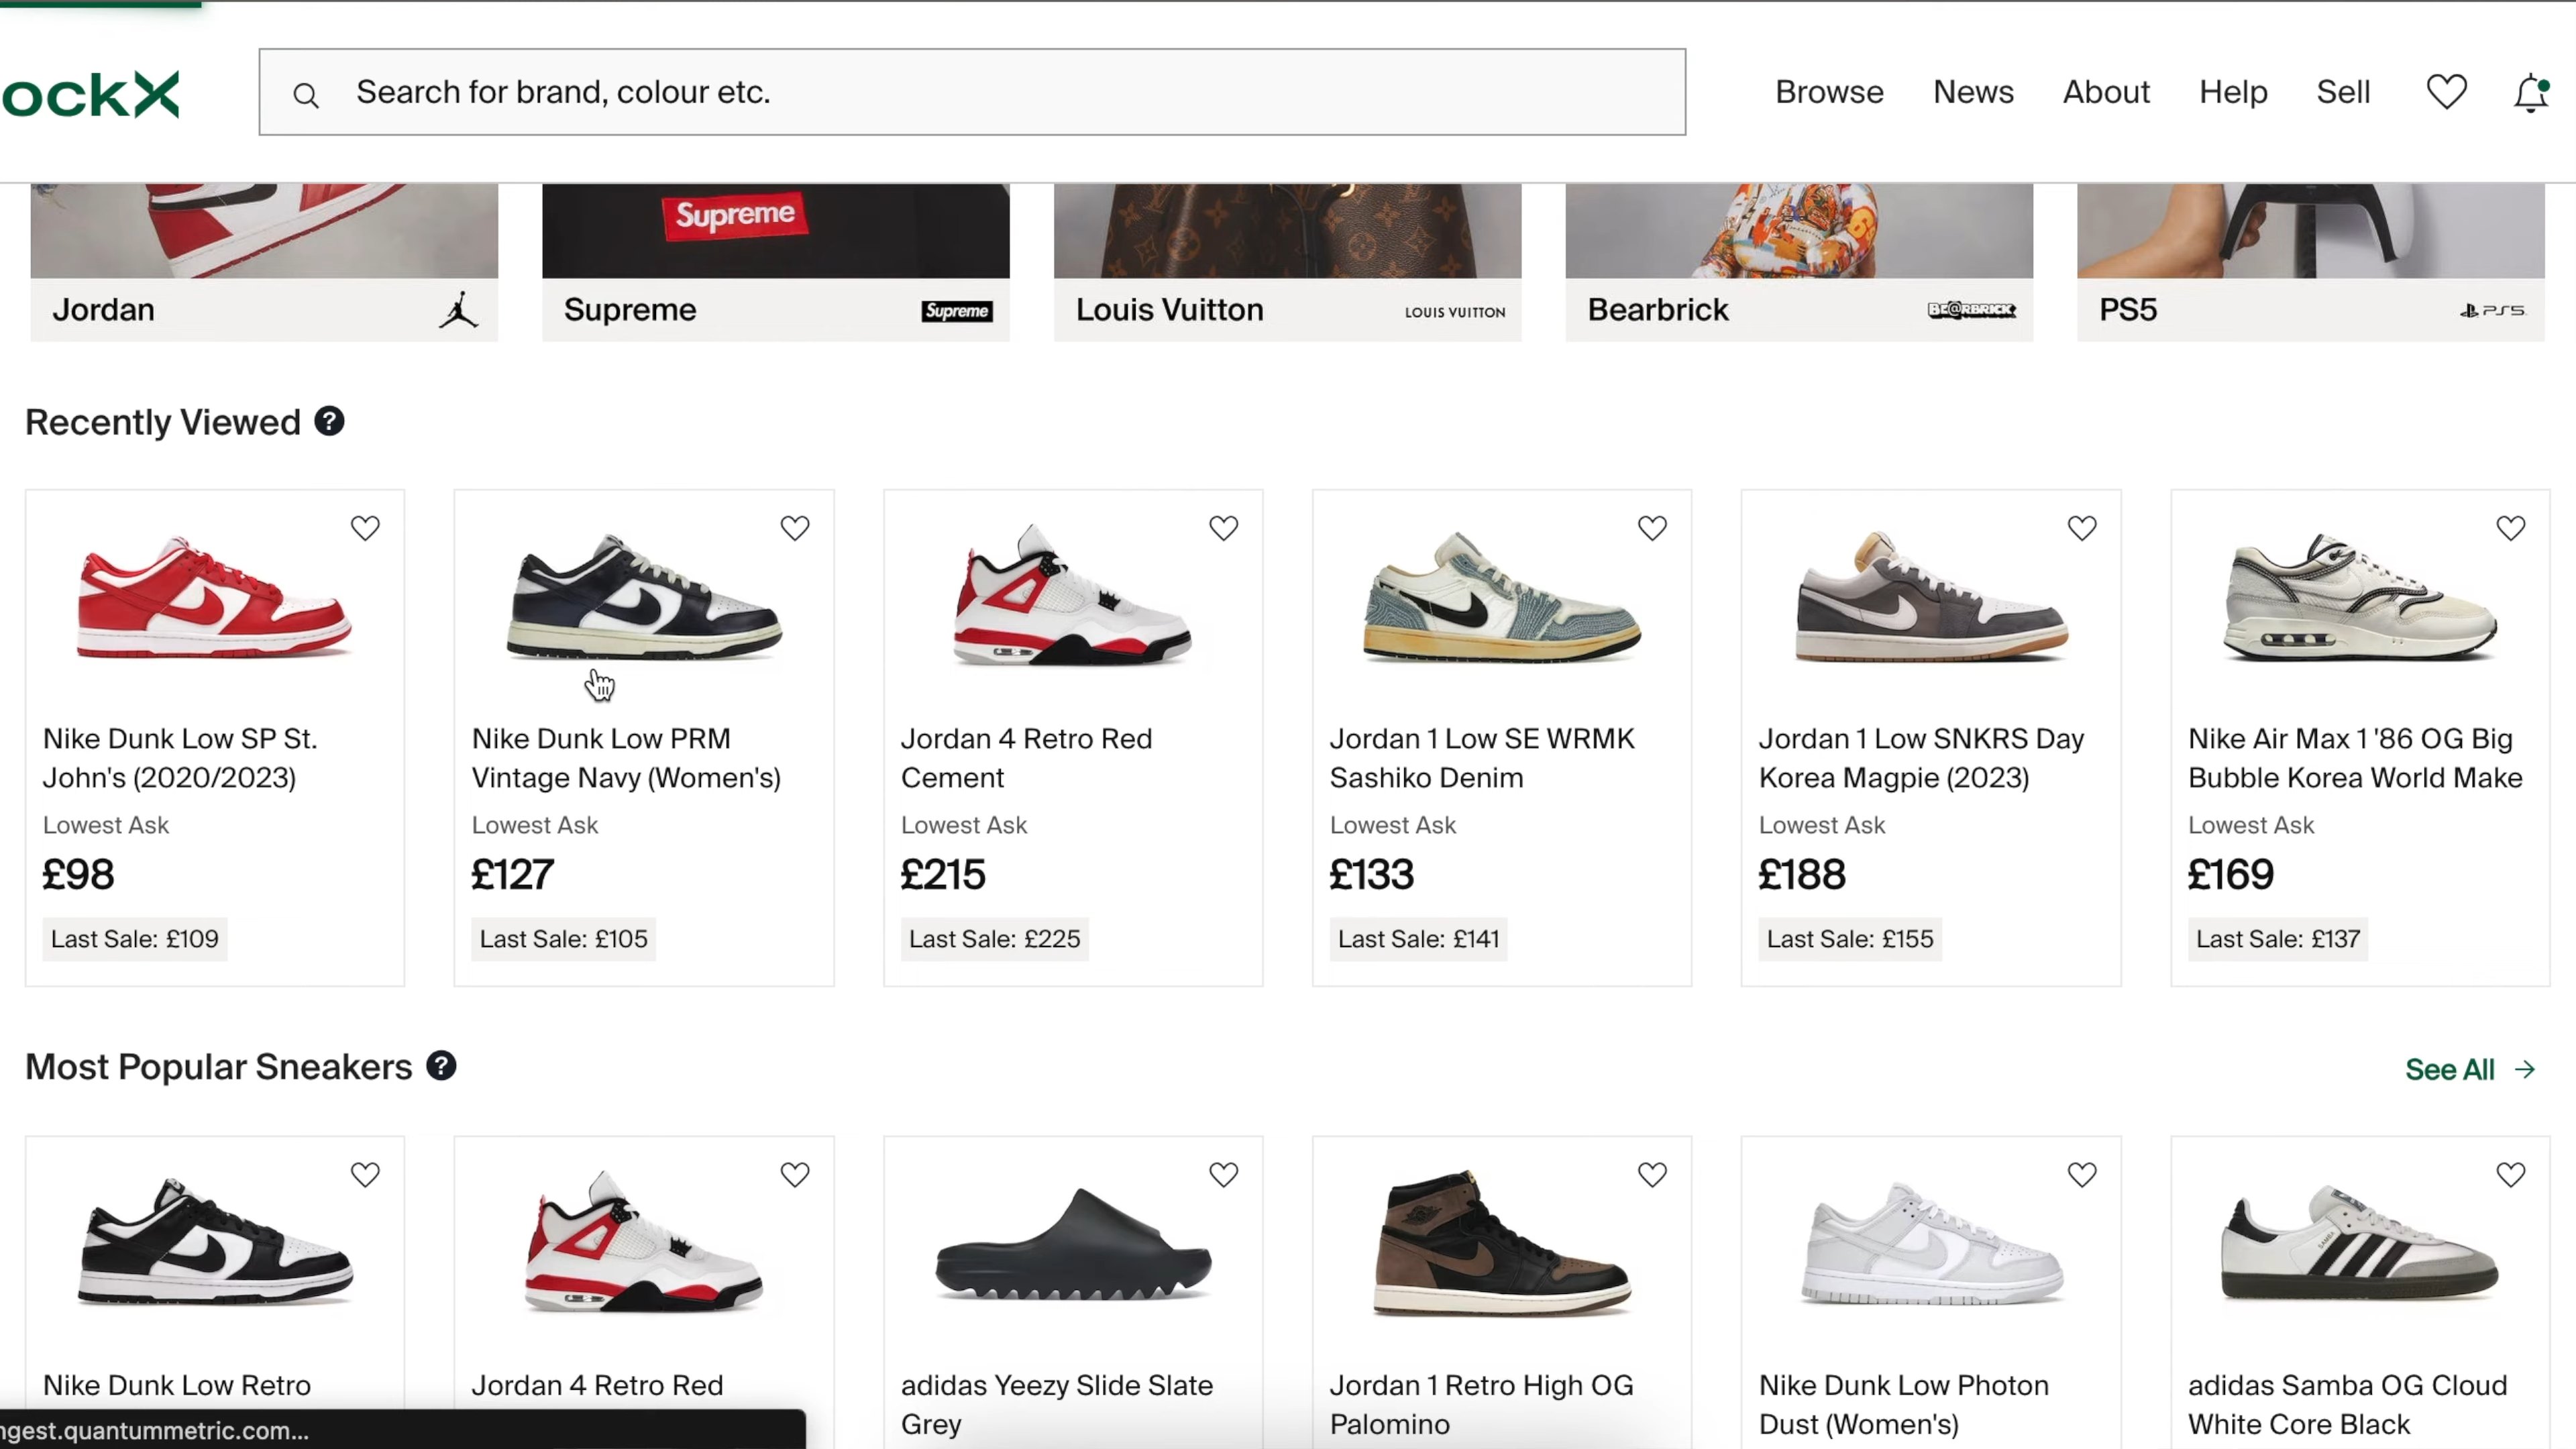 ockX
Search for brand, colour etc.
Browse
News
About
Help
Sell
Supreme
Jordan
Supreme
Supreme
Louis Vuitton
LOUIS VUITTON
Bearbrick
BE@RBRICK
PS5
PS5
Recently Viewed ?
Nike Dunk Low SP St.
John's (2020/2023)
Lowest Ask
£98
Last Sale: £109
Nike Dunk Low PRM
Vintage Navy (Women's)
Lowest Ask
£127
Last Sale: £105
Jordan 4 Retro Red
Cement
Lowest Ask
£215
Last Sale: £225
Jordan 1 Low SE WRMK
Sashiko Denim
Lowest Ask
£133
Last Sale: £141
Jordan 1 Low SNKRS Day
Korea Magpie (2023)
Lowest Ask
£188
Last Sale: £155
Nike Air Max 1 '86 OG Big
Bubble Korea World Make
Lowest Ask
£169
Last Sale: £137
Most Popular Sneakers ?
See All →
Nike Dunk Low Retro
Jordan 4 Retro Red
adidas Yeezy Slide Slate
Grey
Jordan 1 Retro High OG
Palomino
Nike Dunk Low Photon
Dust (Women's)
adidas Samba OG Cloud
White Core Black
ngest.quantummetric.com...